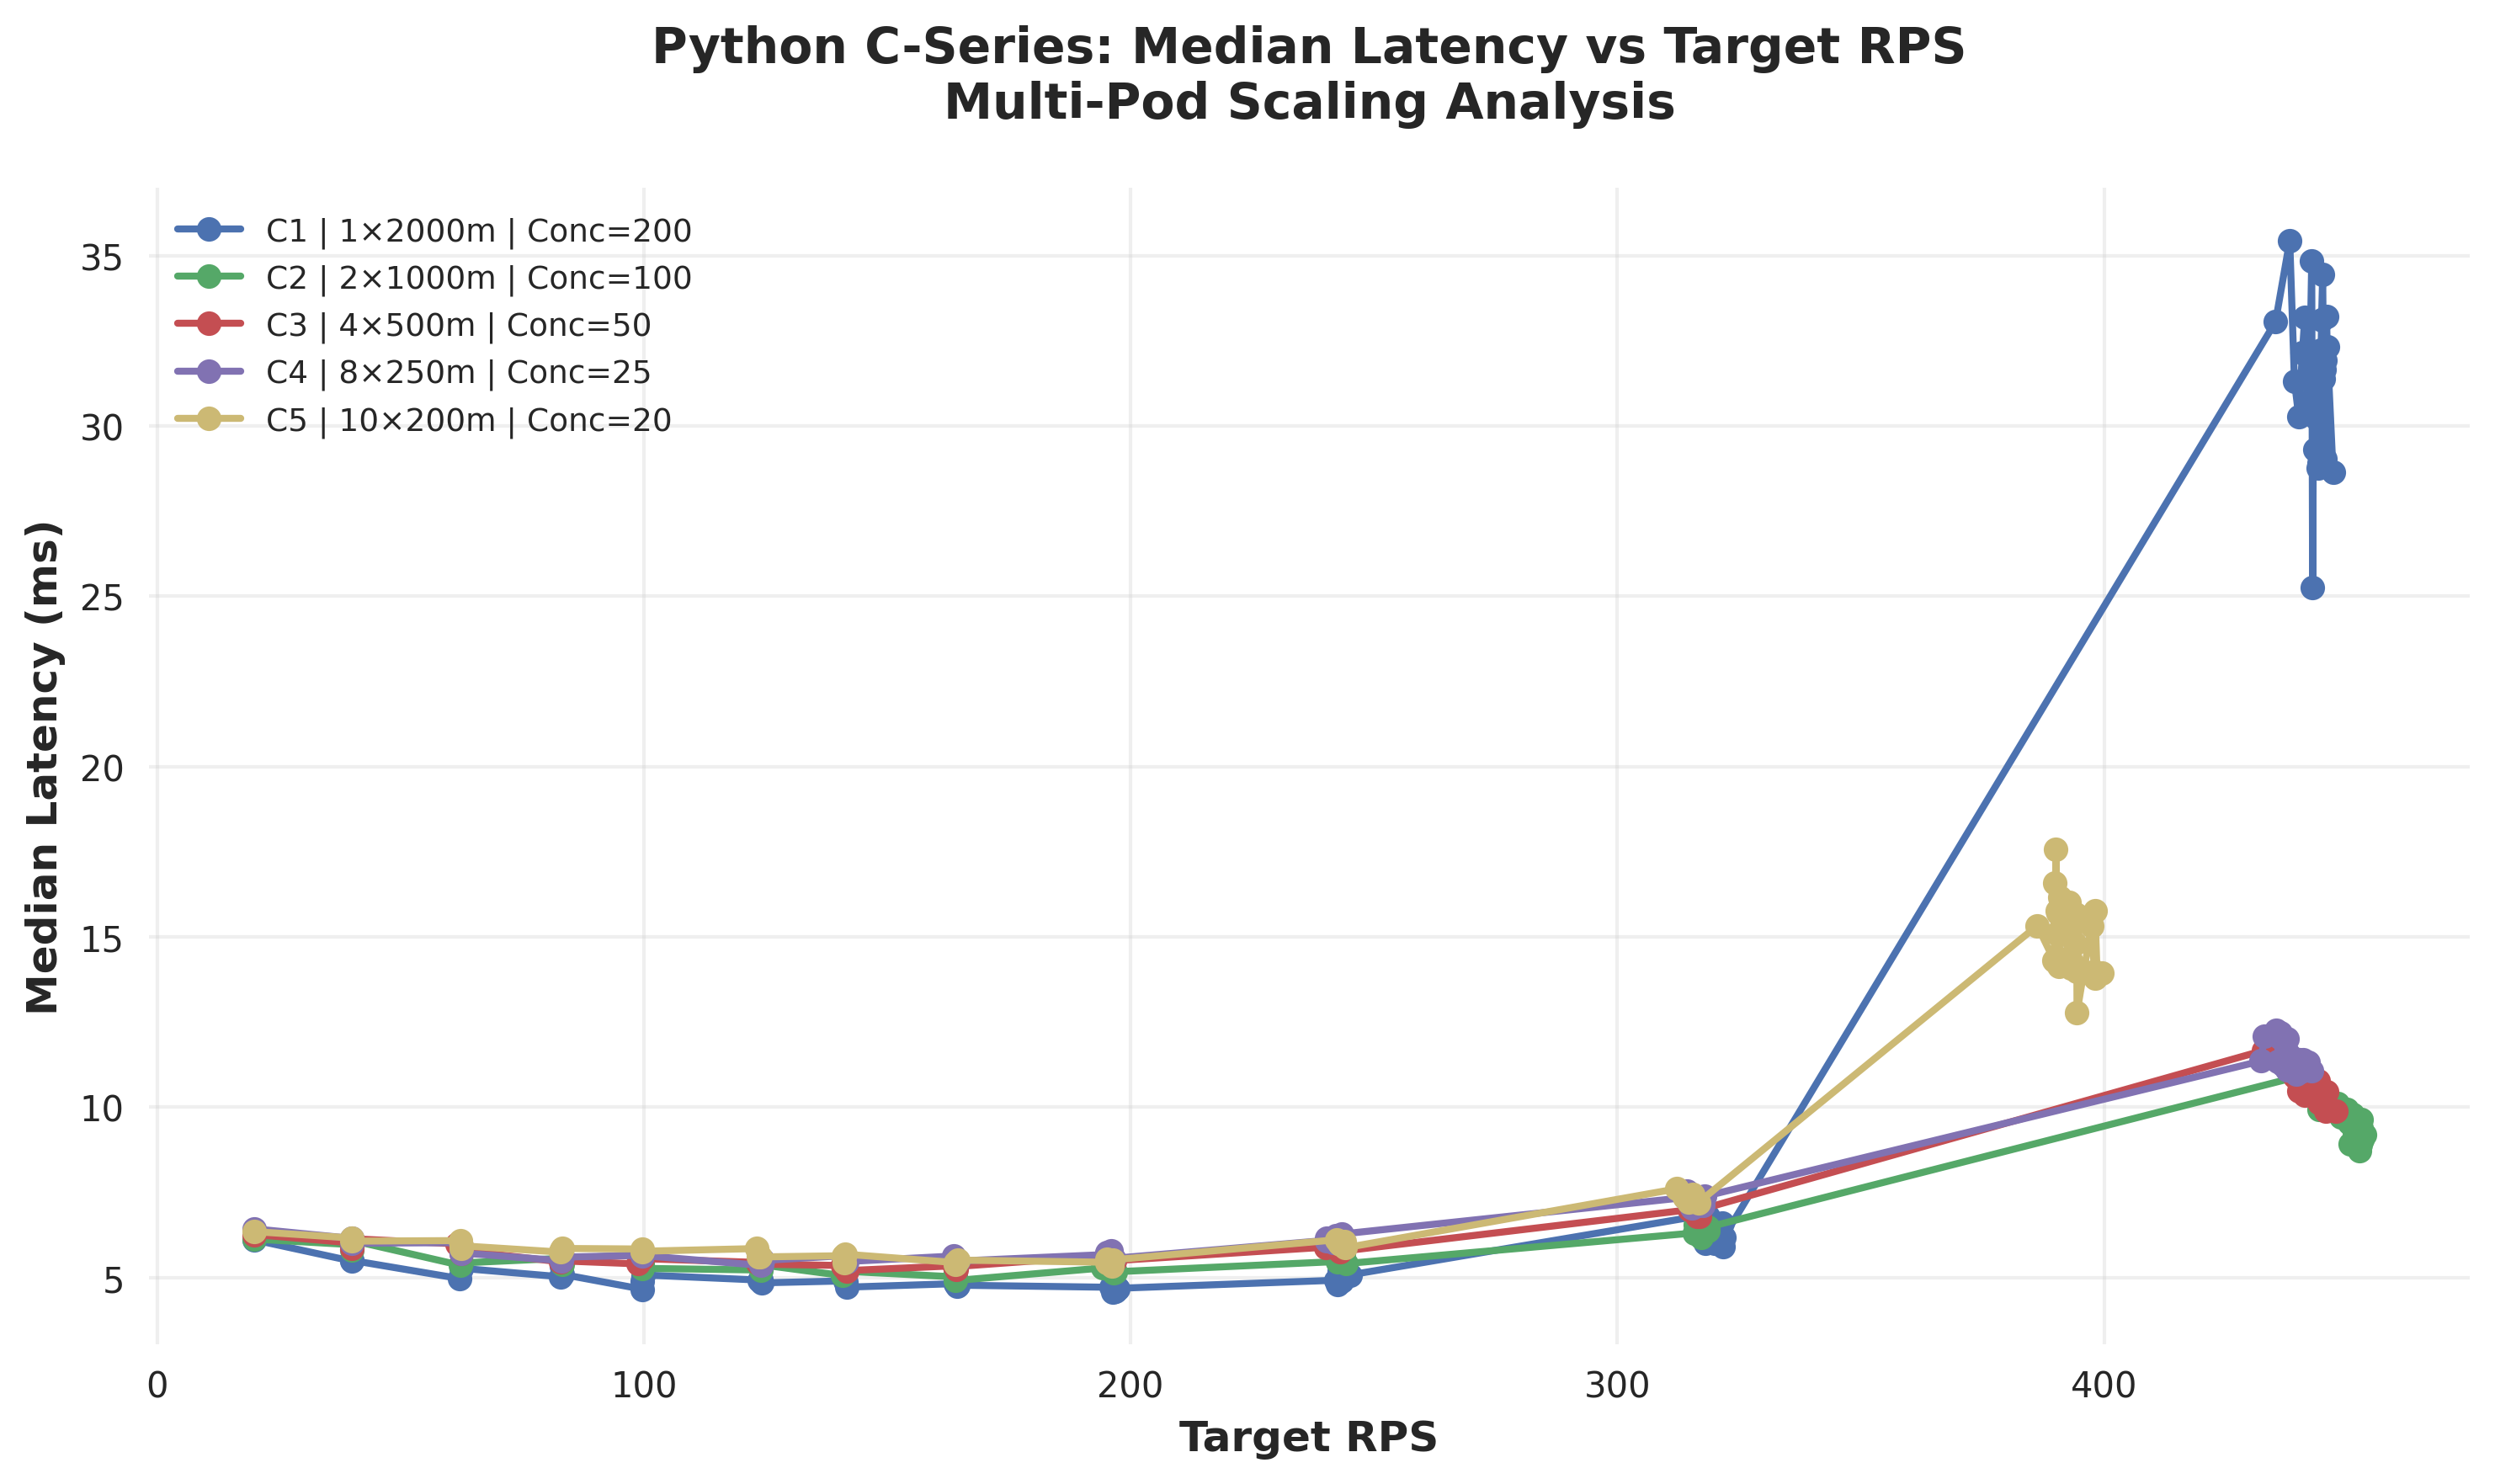 Python C-Series: Median Latency vs Target RPS
Multi-Pod Scaling Analysis
C1 | 1×2000m | Conc=200
C2 | 2×1000m | Conc=100
C3 | 4×500m | Conc=50
C4 | 8×250m | Conc=25
C5 | 10×200m | Conc=20
Median Latency (ms)
35
30
25
20
15
10
5
0
100
200
300
400
Target RPS